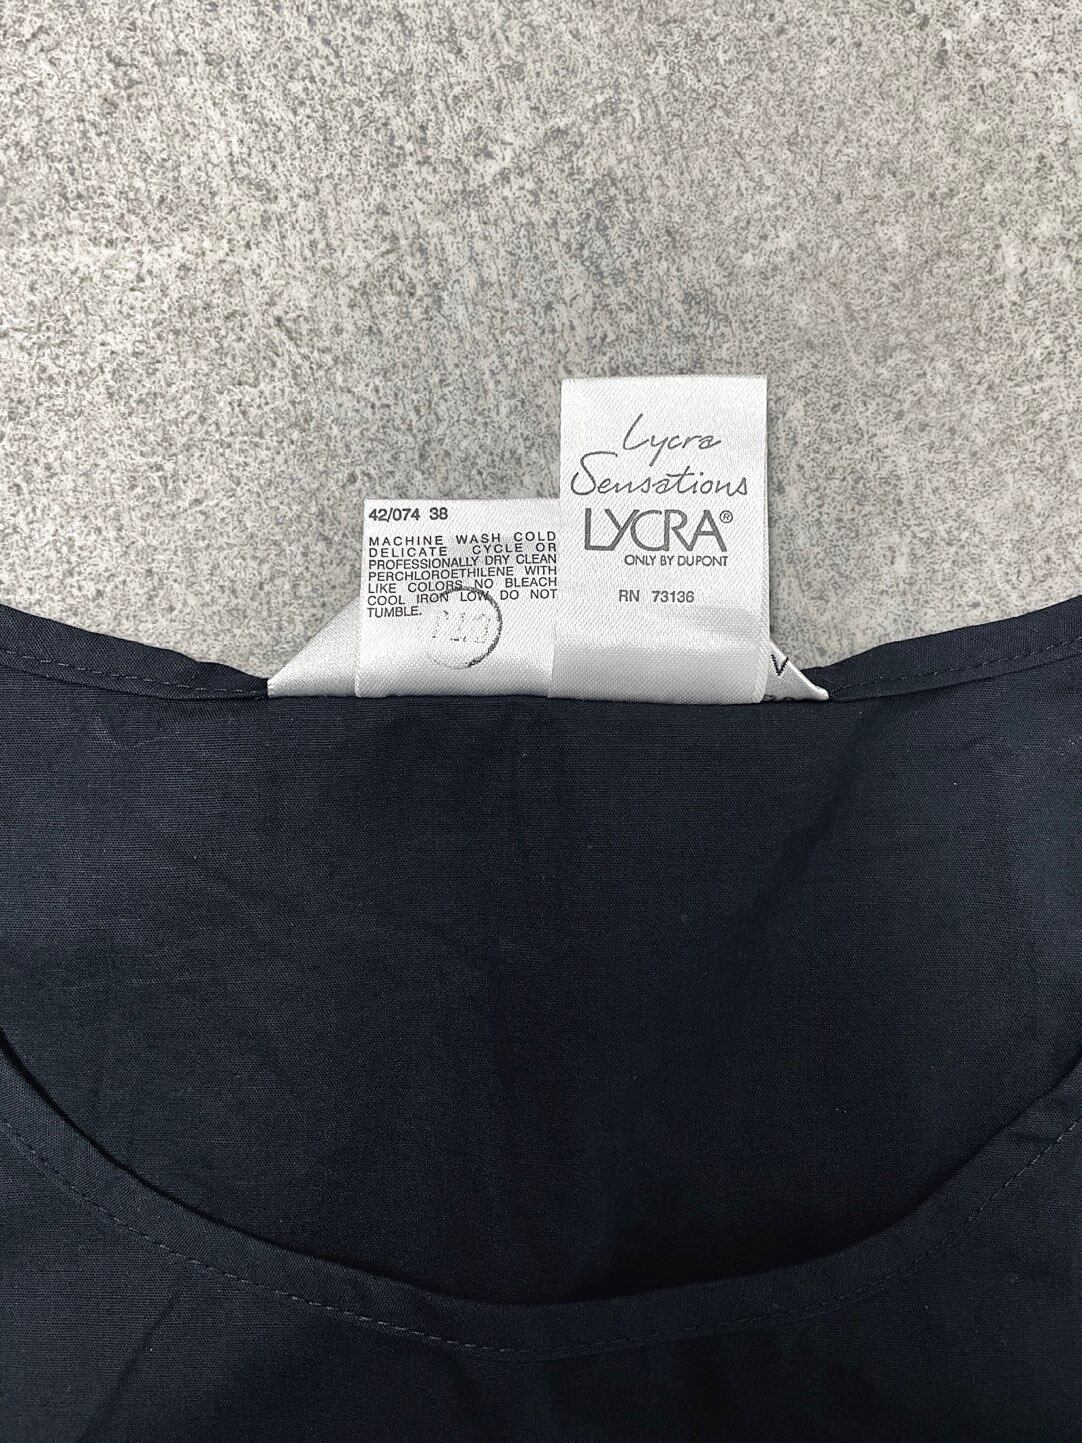 42/074 38
MACHINE WASH COLD
DELICATE CYCLE OR
PROFESSIONALLY DRY CLEAN
PERCHLOROETHILENE WITH
LIKE COLORS. NO BLEACH
COOL IRON LOW. DO NOT
TUMBLE.
Lycra
Sensations
LYCRA®
ONLY BY DUPONT
RN 73136
V